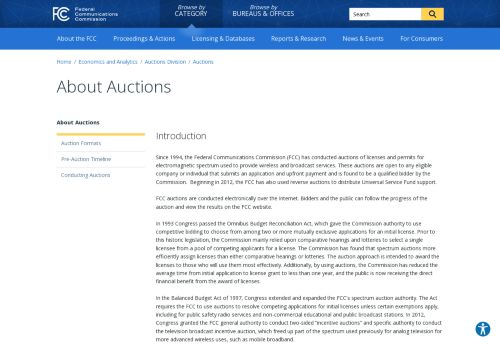 FCC Federal
Communications
Commission
Browse by
CATEGORY
Browse by
BUREAUS & OFFICES
Search
About the FCC Proceedings & Actions Licensing & Databases Reports & Research News & Events For Consumers
Home / Economics and Analytics / Auctions Division / Auctions
About Auctions
About Auctions
Auction Formats
Pre-Auction Timeline
Conducting Auctions
Introduction
Since 1994, the Federal Communications Commission (FCC) has conducted auctions of licenses and permits for
electromagnetic spectrum used to provide wireless and broadcast services. These auctions are open to any eligible
company or individual that submits an application and upfront payment and is found to be a qualified bidder by the
Commission. Beginning in 2012, the FCC has also used reverse auctions to distribute Universal Service Fund support.
FCC auctions are conducted electronically over the Internet. Bidders and the public can follow the progress of the
auction and view the results on the FCC website.
In 1993 Congress passed the Omnibus Budget Reconciliation Act, which gave the Commission authority to use
competitive bidding to choose from among two or more mutually exclusive applications for an initial license. Prior to
this historic legislation, the Commission mainly relied upon comparative hearings and lotteries to select a single
licensee from a pool of competing applicants for a license. The Commission has found that spectrum auctions more
efficiently assign licenses than either comparative hearings or lotteries. The auction approach is intended to award the
licenses to those who will use them most effectively. Additionally, by using auctions, the Commission has reduced the
average time from initial application to license grant to less than one year, and the public is now receiving the direct
financial benefit from the award of licenses.
In the Balanced Budget Act of 1997, Congress extended and expanded the FCC's spectrum auction authority. The Act
requires the FCC to use auctions to resolve competing applications for initial licenses unless certain exemptions apply,
including for public safety radio services and non-commercial educational and public broadcast stations. In 2012,
Congress granted the FCC general authority to conduct two-sided "incentive auctions" and specific authority to conduct
the television broadcast incentive auction, which freed up part of the spectrum used previously for analog television for
more advanced wireless uses, such as mobile broadband.